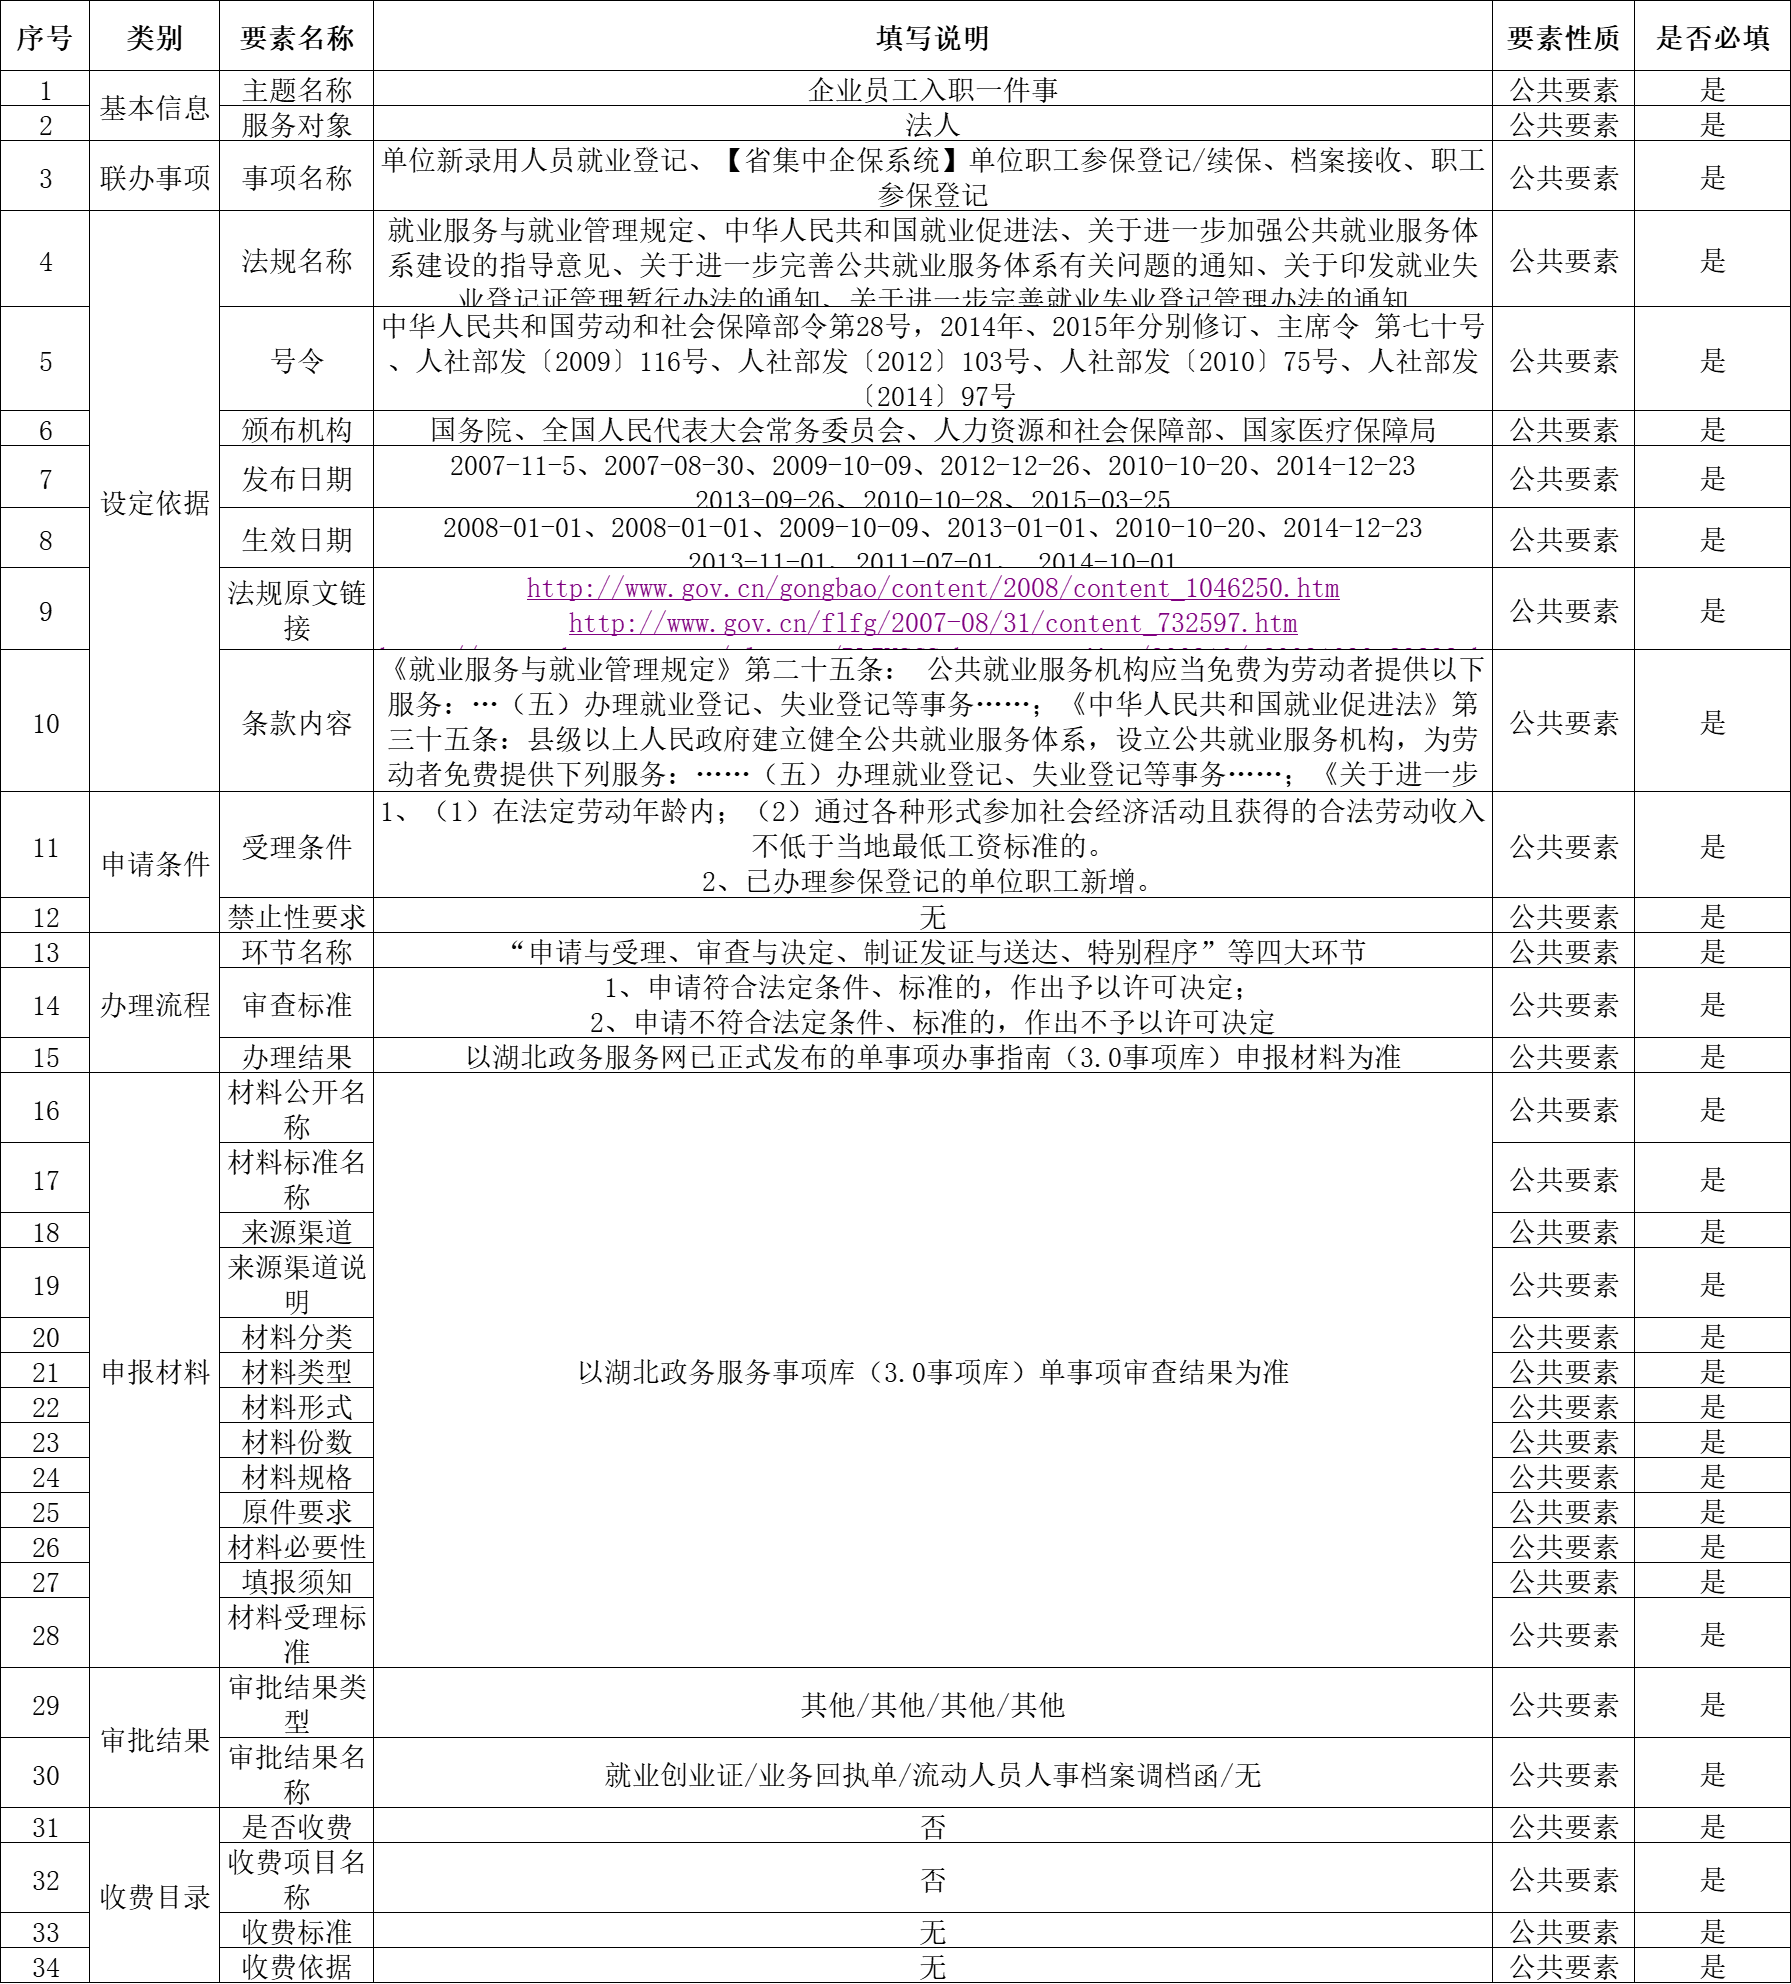 序号 类别 要素名称 填写说明 要素性质 是否必填
1 基本信息 主题名称 企业员工入职一件事 公共要素 是
2 服务对象 法人 公共要素 是
3 联办事项 事项名称 单位新录用人员就业登记、【省集中企保系统】单位职工参保登记/续保、档案接收、职工
参保登记 公共要素 是
4 设定依据 法规名称 就业服务与就业管理规定、中华人民共和国就业促进法、关于进一步加强公共就业服务体
系建设的指导意见、关于进一步完善公共就业服务体系有关问题的通知、关于印发就业失
业登记证管理暂行办法的通知、关于进一步完善就业失业登记管理办法的通知 公共要素 是
5 号令 中华人民共和国劳动和社会保障部令第28号，2014年、2015年分别修订、主席令 第七十号
、人社部发〔2009〕116号、人社部发〔2012〕103号、人社部发〔2010〕75号、人社部发
〔2014〕97号 公共要素 是
6 颁布机构 国务院、全国人民代表大会常务委员会、人力资源和社会保障部、国家医疗保障局 公共要素 是
7 发布日期 2007-11-5、2007-08-30、2009-10-09、2012-12-26、2010-10-20、2014-12-23
2013-09-26、2010-10-28、2015-03-25 公共要素 是
8 生效日期 2008-01-01、2008-01-01、2009-10-09、2013-01-01、2010-10-20、2014-12-23
2013-11-01、2011-07-01、 2014-10-01 公共要素 是
9 法规原文链
接 http://www.gov.cn/gongbao/content/2008/content_1046250.htm
http://www.gov.cn/flfg/2007-08/31/content_732597.htm 公共要素 是
10 条款内容 《就业服务与就业管理规定》第二十五条： 公共就业服务机构应当免费为劳动者提供以下
服务：…（五）办理就业登记、失业登记等事务……；《中华人民共和国就业促进法》第
三十五条：县级以上人民政府建立健全公共就业服务体系，设立公共就业服务机构，为劳
动者免费提供下列服务：……（五）办理就业登记、失业登记等事务……；《关于进一步 公共要素 是
11 申请条件 受理条件 1、（1）在法定劳动年龄内；（2）通过各种形式参加社会经济活动且获得的合法劳动收入
不低于当地最低工资标准的。
2、已办理参保登记的单位职工新增。 公共要素 是
12 禁止性要求 无 公共要素 是
13 办理流程 环节名称 “申请与受理、审查与决定、制证发证与送达、特别程序”等四大环节 公共要素 是
14 审查标准 1、申请符合法定条件、标准的，作出予以许可决定；
2、申请不符合法定条件、标准的，作出不予以许可决定 公共要素 是
15 办理结果 以湖北政务服务网已正式发布的单事项办事指南（3.0事项库）申报材料为准 公共要素 是
16 申报材料 材料公开名
称 以湖北政务服务事项库（3.0事项库）单事项审查结果为准 公共要素 是
17 材料标准名
称 公共要素 是
18 来源渠道 公共要素 是
19 来源渠道说
明 公共要素 是
20 材料分类 公共要素 是
21 材料类型 公共要素 是
22 材料形式 公共要素 是
23 材料份数 公共要素 是
24 材料规格 公共要素 是
25 原件要求 公共要素 是
26 材料必要性 公共要素 是
27 填报须知 公共要素 是
28 材料受理标
准 公共要素 是
29 审批结果 审批结果类
型 其他/其他/其他/其他 公共要素 是
30 审批结果名
称 就业创业证/业务回执单/流动人员人事档案调档函/无 公共要素 是
31 收费目录 是否收费 否 公共要素 是
32 收费项目名
称 否 公共要素 是
33 收费标准 无 公共要素 是
34 收费依据 无 公共要素 是